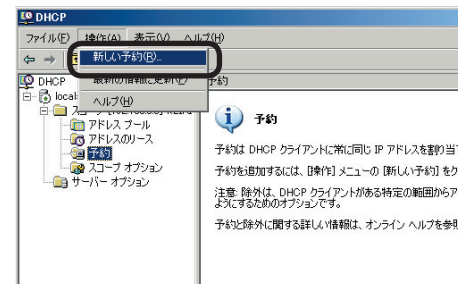 DHCP
ファイル(F) 操作(A) 表示(V) ヘルプ(H)
新しい予約(R)...
最新の情報に更新(F)
ヘルプ(H)
DHCP
local
アドレス プール
アドレスのリース
予約
スコープ オプション
サーバー オプション
予約
予約
予約は DHCP クライアントに常に同じ IP アドレスを割り当
予約を追加するには、[操作] メニューの [新しい予約] をク
注意: 除外は、DHCP クライアントがある特定の範囲からア
ようにするためのオプションです。
予約と除外に関する詳しい情報は、オンライン ヘルプを参照